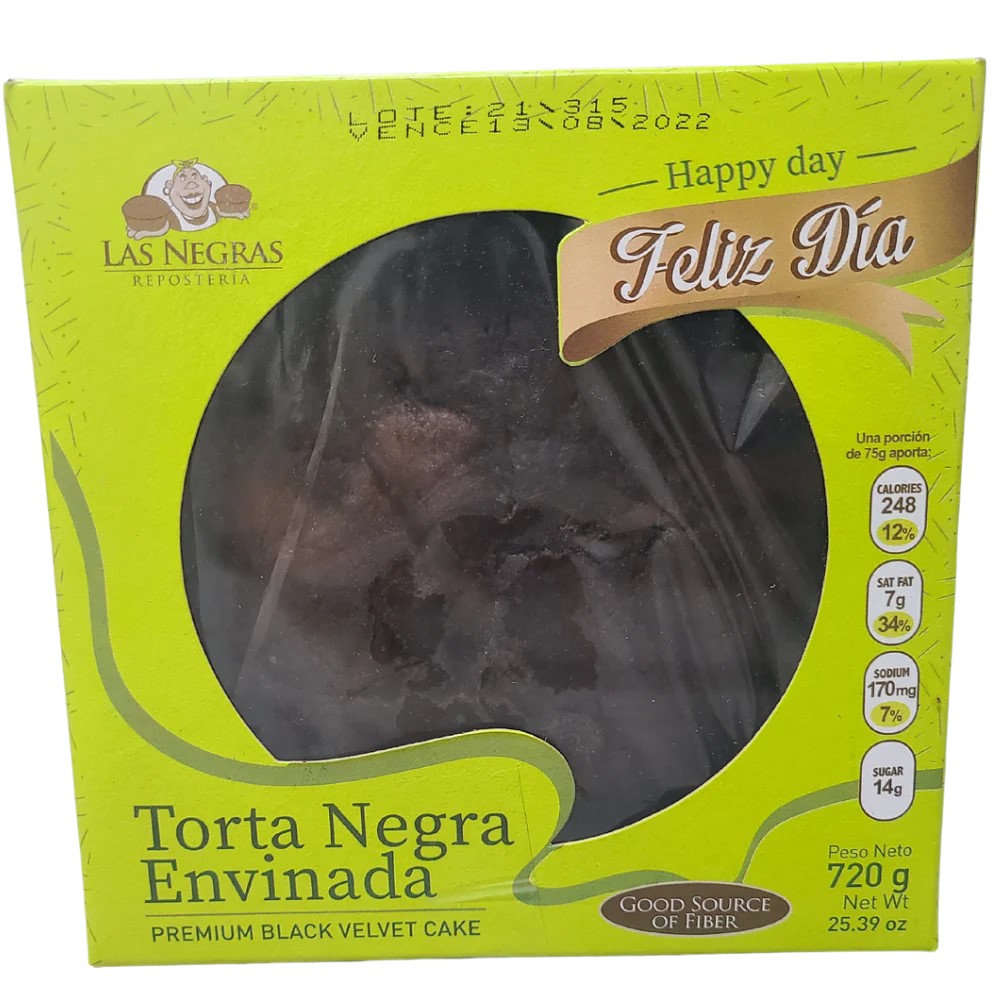 LOTE:21\315
VENCE13\08\2022
Happy day
Feliz Día
LAS NEGRAS
REPOSTERÍA
Una porción
de 75g aporta:
CALORIES
248
12%
SAT FAT
7g
34%
SODIUM
170mg
7%
SUGAR
14g
Torta Negra
Envinada
PREMIUM BLACK VELVET CAKE
GOOD SOURCE
OF FIBER
Peso Neto
720 g
Net Wt
25.39 oz